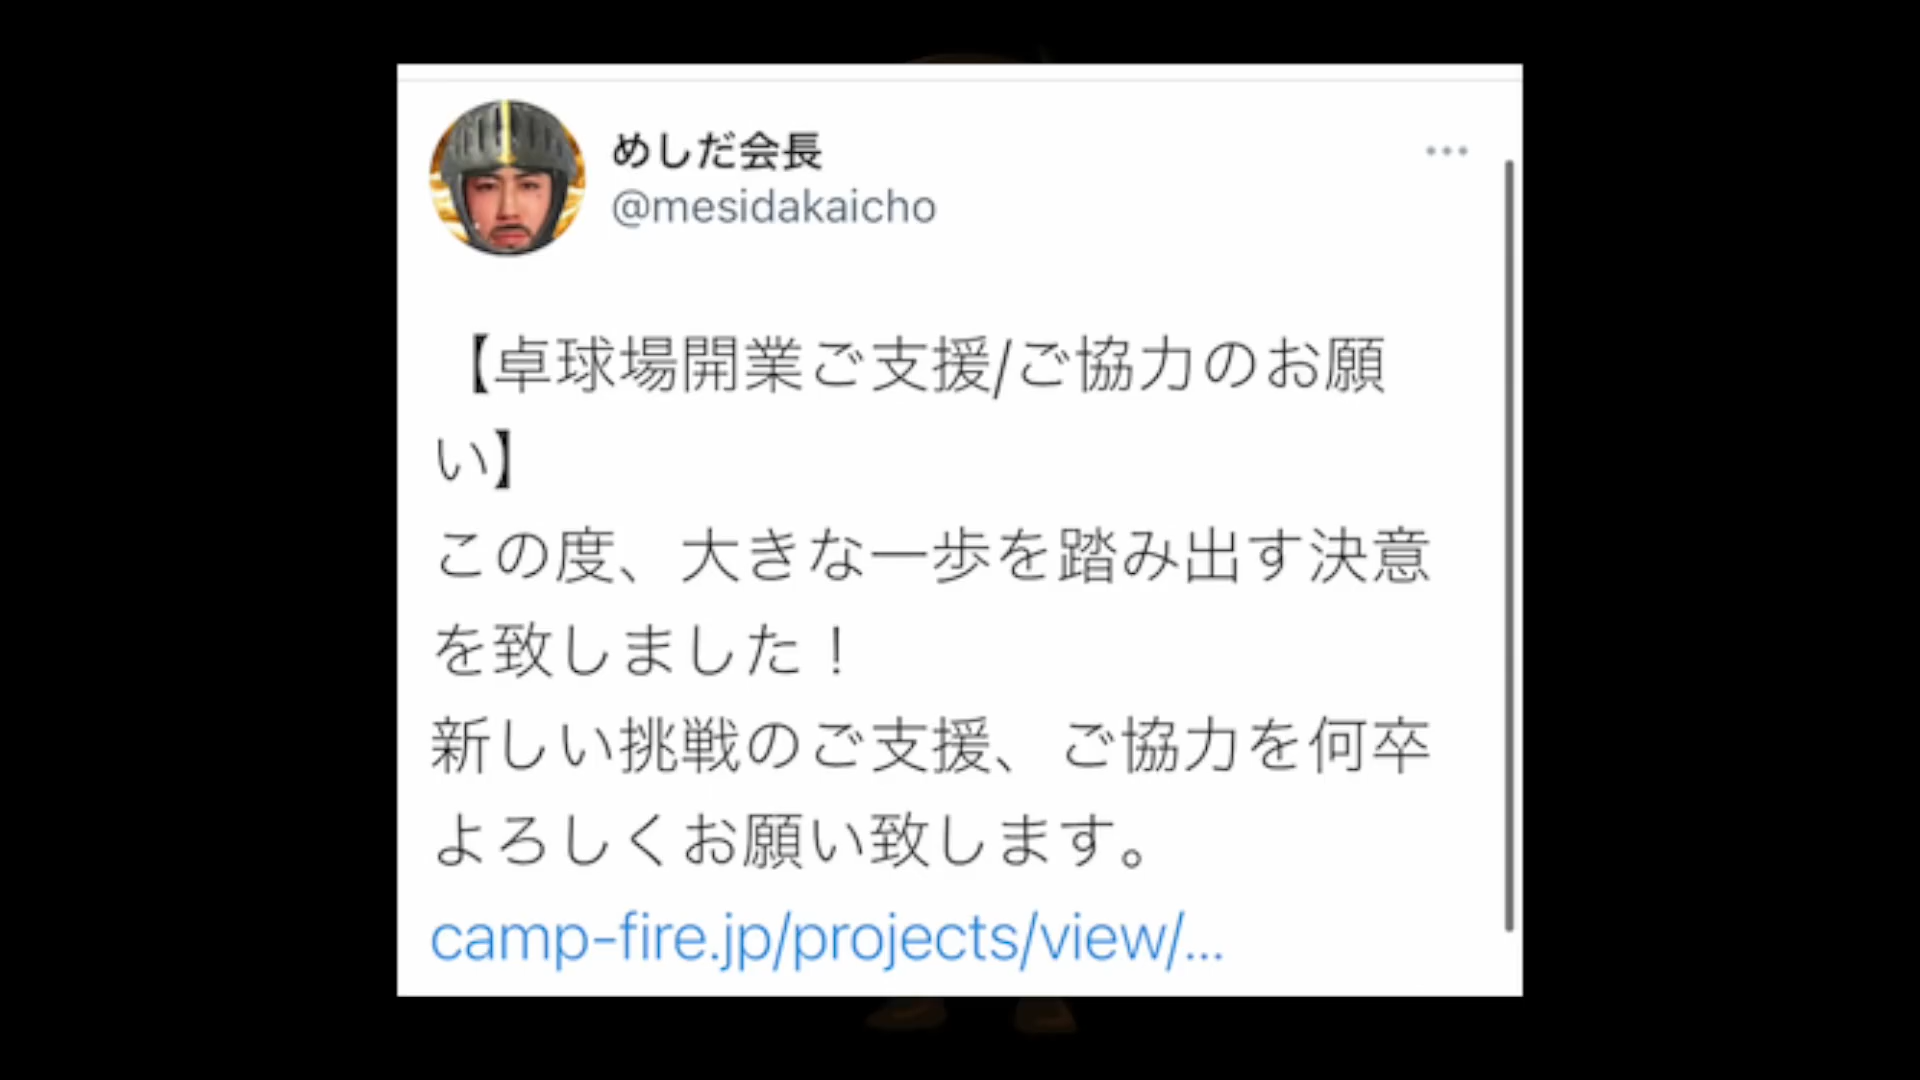 めしだ会長
@mesidakaicho
【卓球場開業ご支援/ご協力のお願
い】
この度、大きな一歩を踏み出す決意
を致しました！
新しい挑戦のご支援、ご協力を何卒
よろしくお願い致します。
camp-fire.jp/projects/view/...